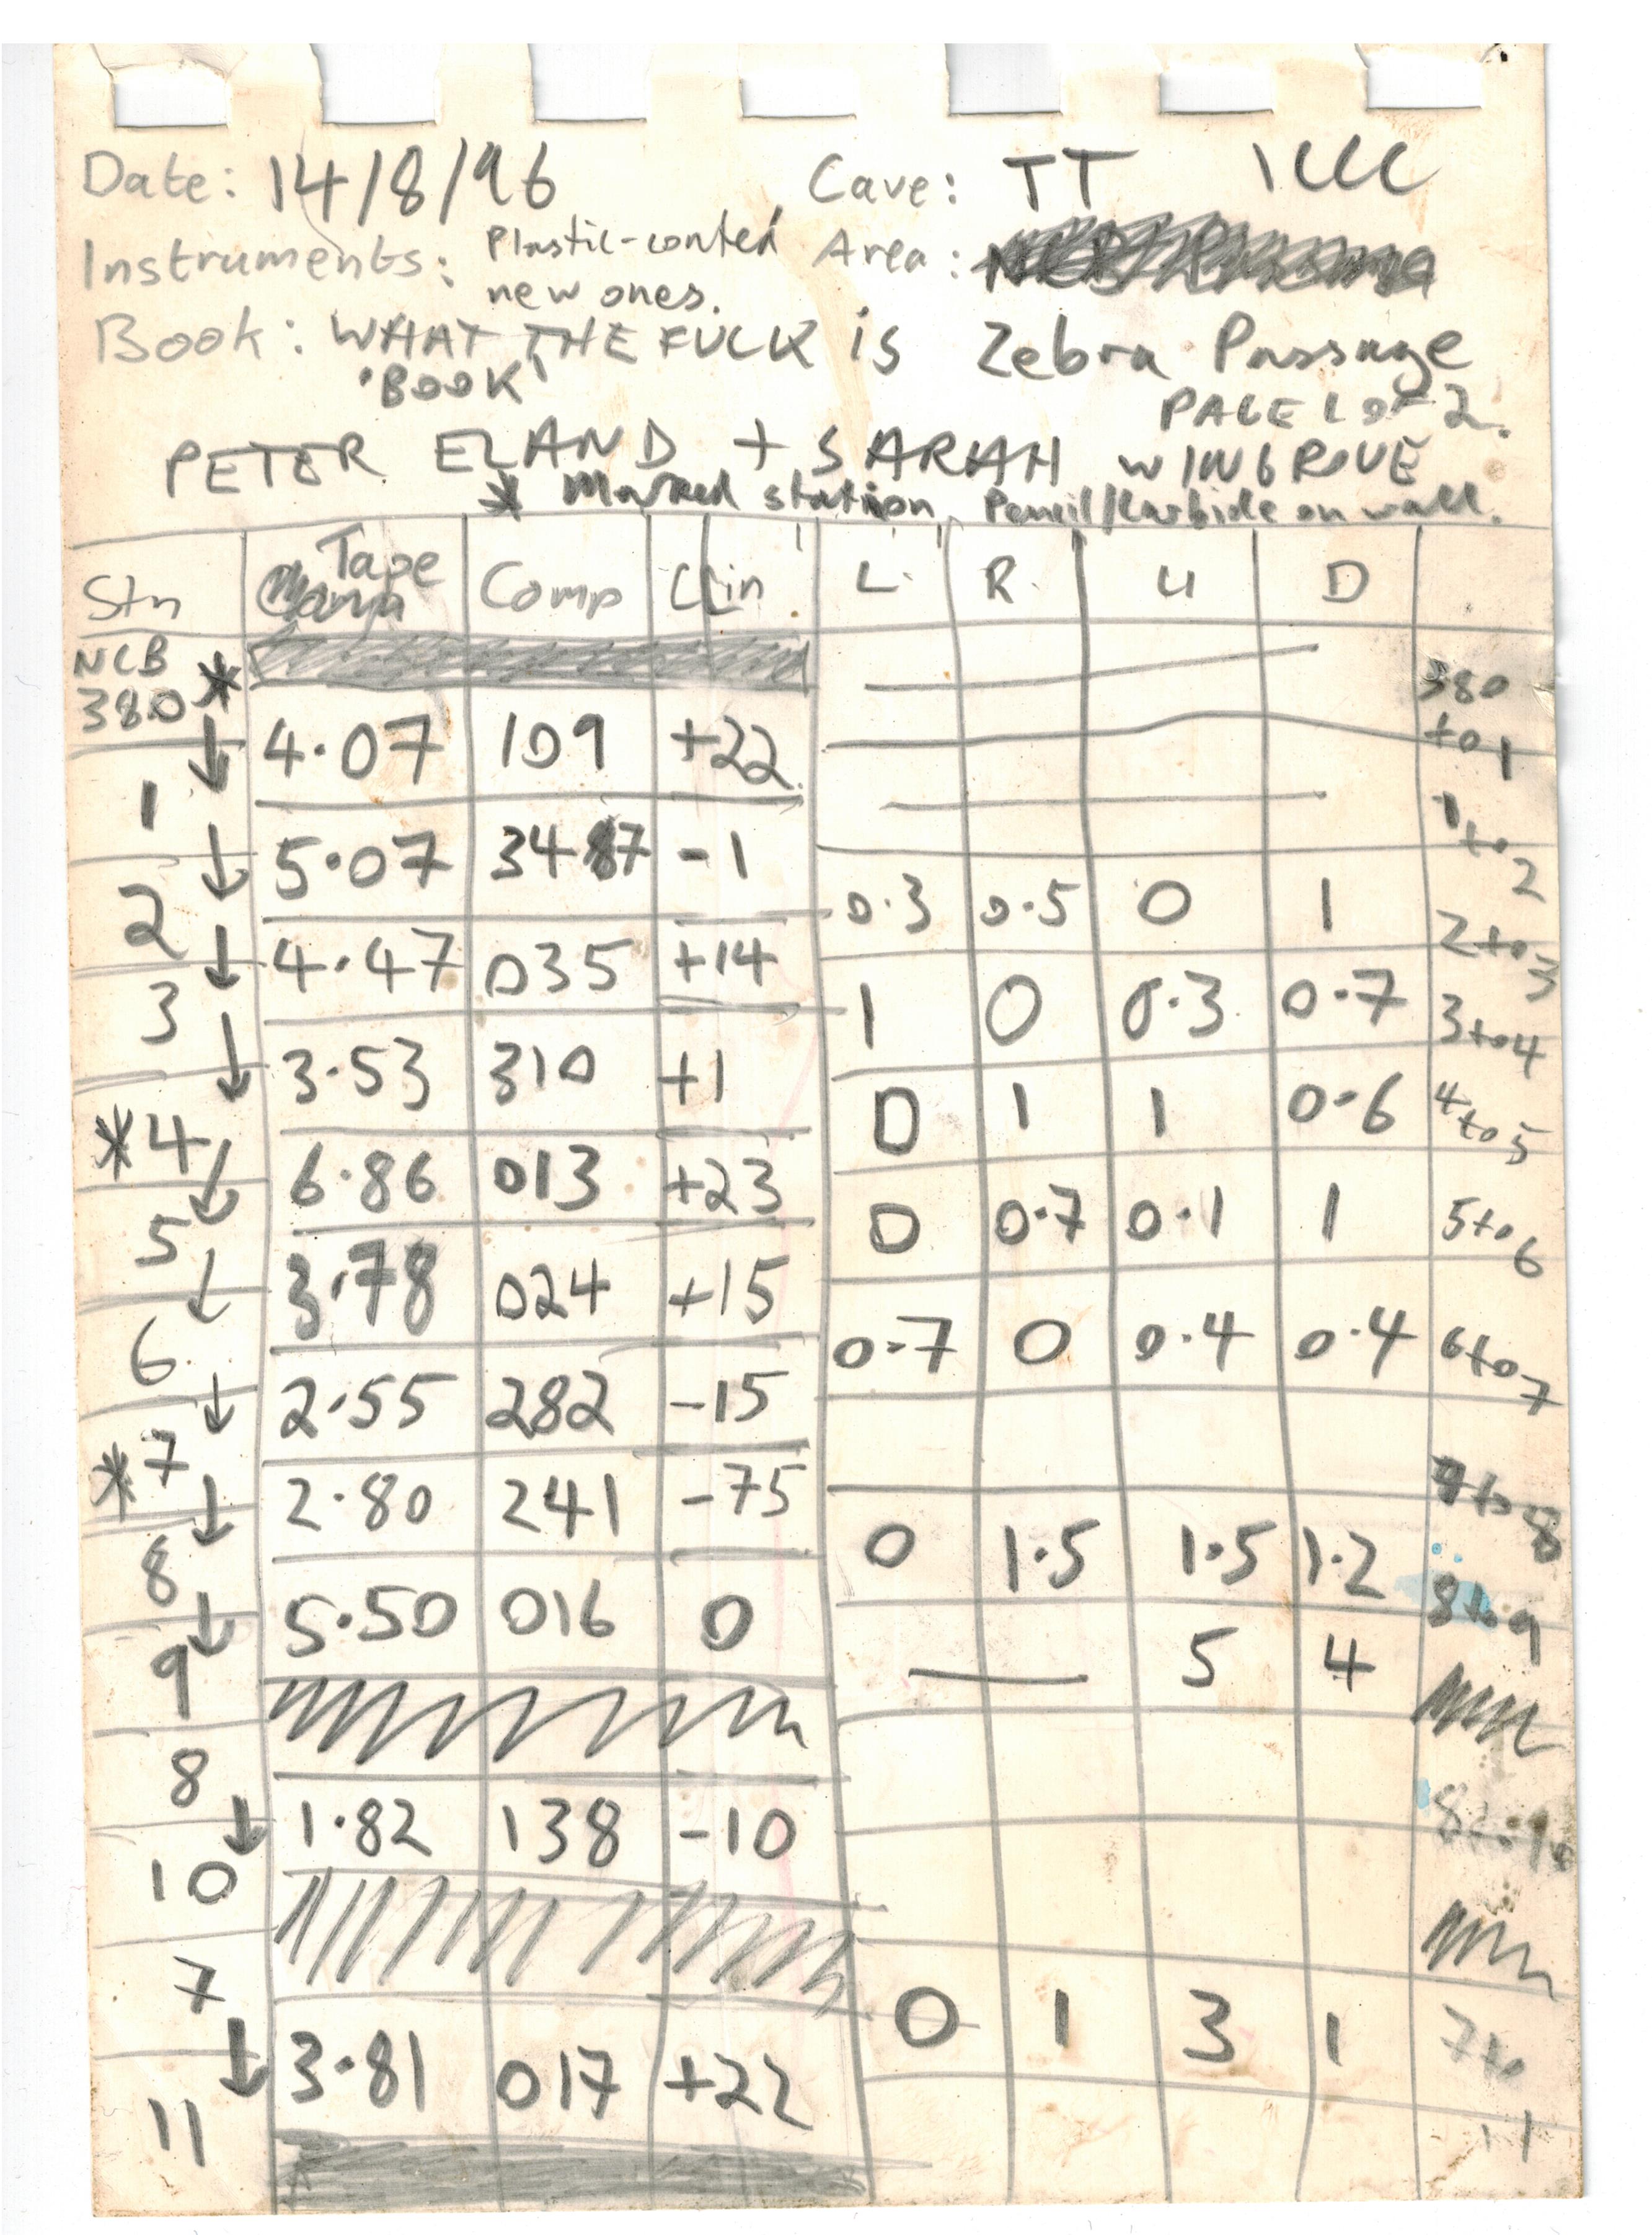 Date: 14/8/96 Cave: TT
Instruments: Plastic-coated Area:
new ones.
Book: WHAT THE FUCK is Zebra Passage
'BOOK' PAGE 1 OF 2.
PETER ELAND + SARAH WINGROVE
* Marked station, Pencil/Karbide on wall.
Stn Tape Comp Clin L R U D
NCB
380 * 380 to 1
4.07 109 +22
1 1 to 2
5.07 347 -1
2 0.3 0.5 0 1 2 to 3
4.47 035 +14
3 1 0 0.3 0.7 3 to 4
3.53 310 +1
*4 0 1 1 0.6 4 to 5
6.86 013 +23
5 0 0.7 0.1 1 5 to 6
3.78 024 +15
6 0.7 0 0.4 0.4 6 to 7
2.55 282 -15
*7 7 to 8
2.80 241 -75
8 0 1.5 1.5 1.2 8 to 9
5.50 016 0
9 5 4
8 8 to 10
1.82 138 -10
10
7 0 1 3 1 7 to 11
3.81 017 +22
11